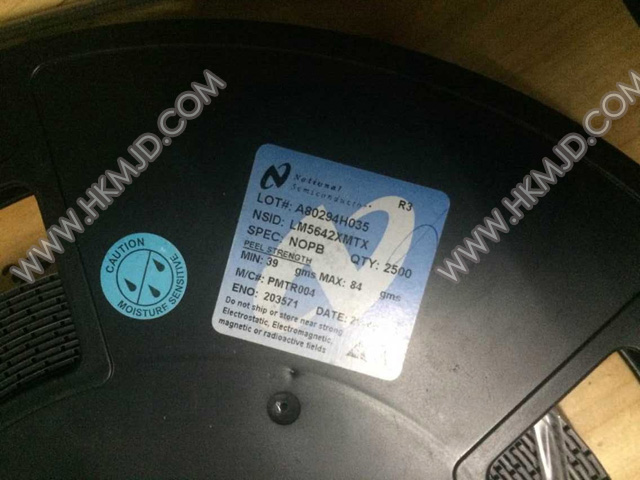 WWW.HKMJD.COM
WWW.HKMJD.COM
National
Semiconductor
R3
LOT#: A80294H035
NSID: LM5642XMTX
SPEC: NOPB QTY: 2500
PEEL STRENGTH
MIN: 39 gms MAX: 84 gms
M/C#: PMTR004
ENO: 203571 DATE:
Do not ship or store near strong
Electrostatic, Electromagnetic,
magnetic or radioactive fields
CAUTION
MOISTURE SENSITIVE